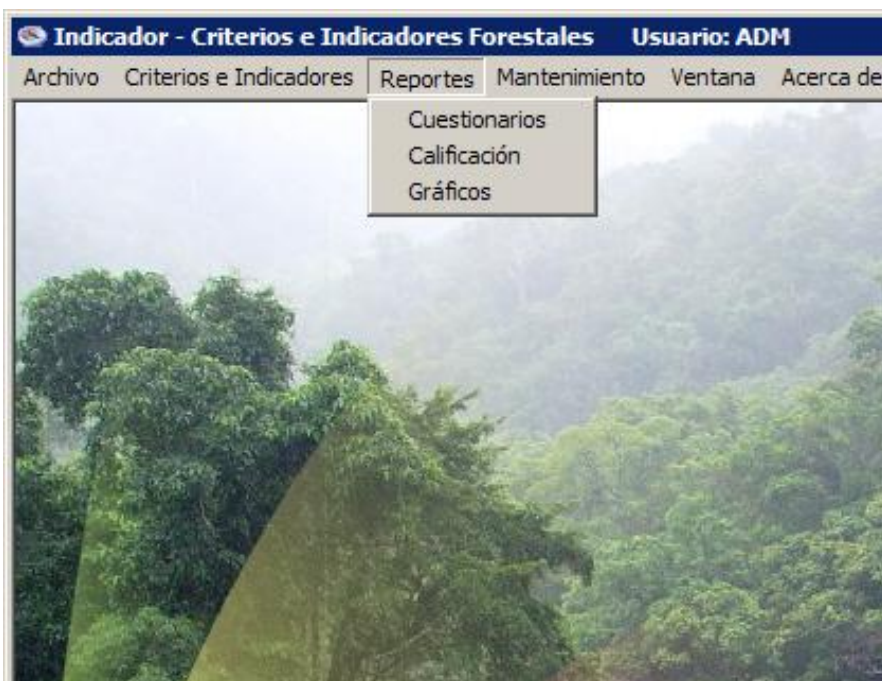 Indicador - Criterios e Indicadores Forestales Usuario: ADM
Archivo Criterios e Indicadores Reportes Mantenimiento Ventana Acerca de
Cuestionarios
Calificación
Gráficos